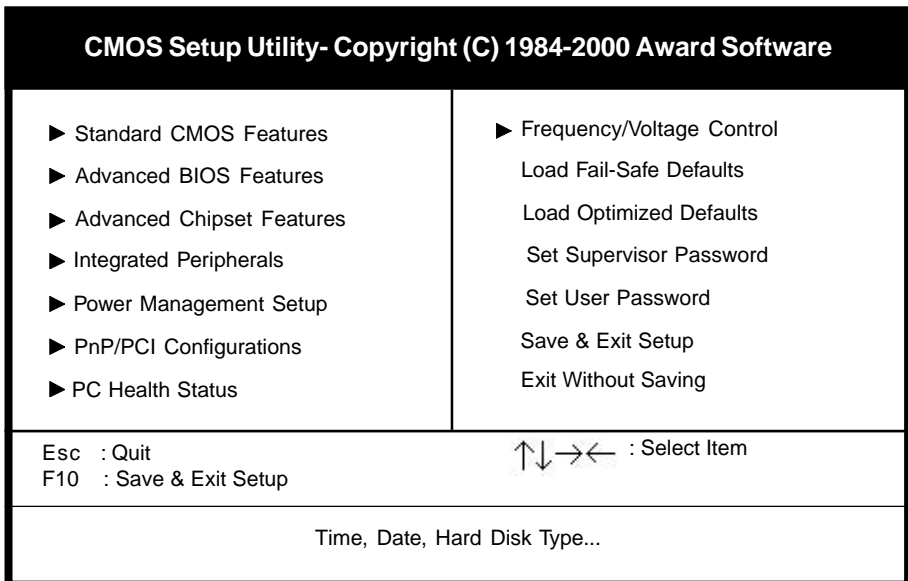 CMOS Setup Utility- Copyright (C) 1984-2000 Award Software
▶ Standard CMOS Features
▶ Advanced BIOS Features
▶ Advanced Chipset Features
▶ Integrated Peripherals
▶ Power Management Setup
▶ PnP/PCI Configurations
▶ PC Health Status
▶ Frequency/Voltage Control
Load Fail-Safe Defaults
Load Optimized Defaults
Set Supervisor Password
Set User Password
Save & Exit Setup
Exit Without Saving
Esc : Quit
F10 : Save & Exit Setup
↑↓→← : Select Item
Time, Date, Hard Disk Type...